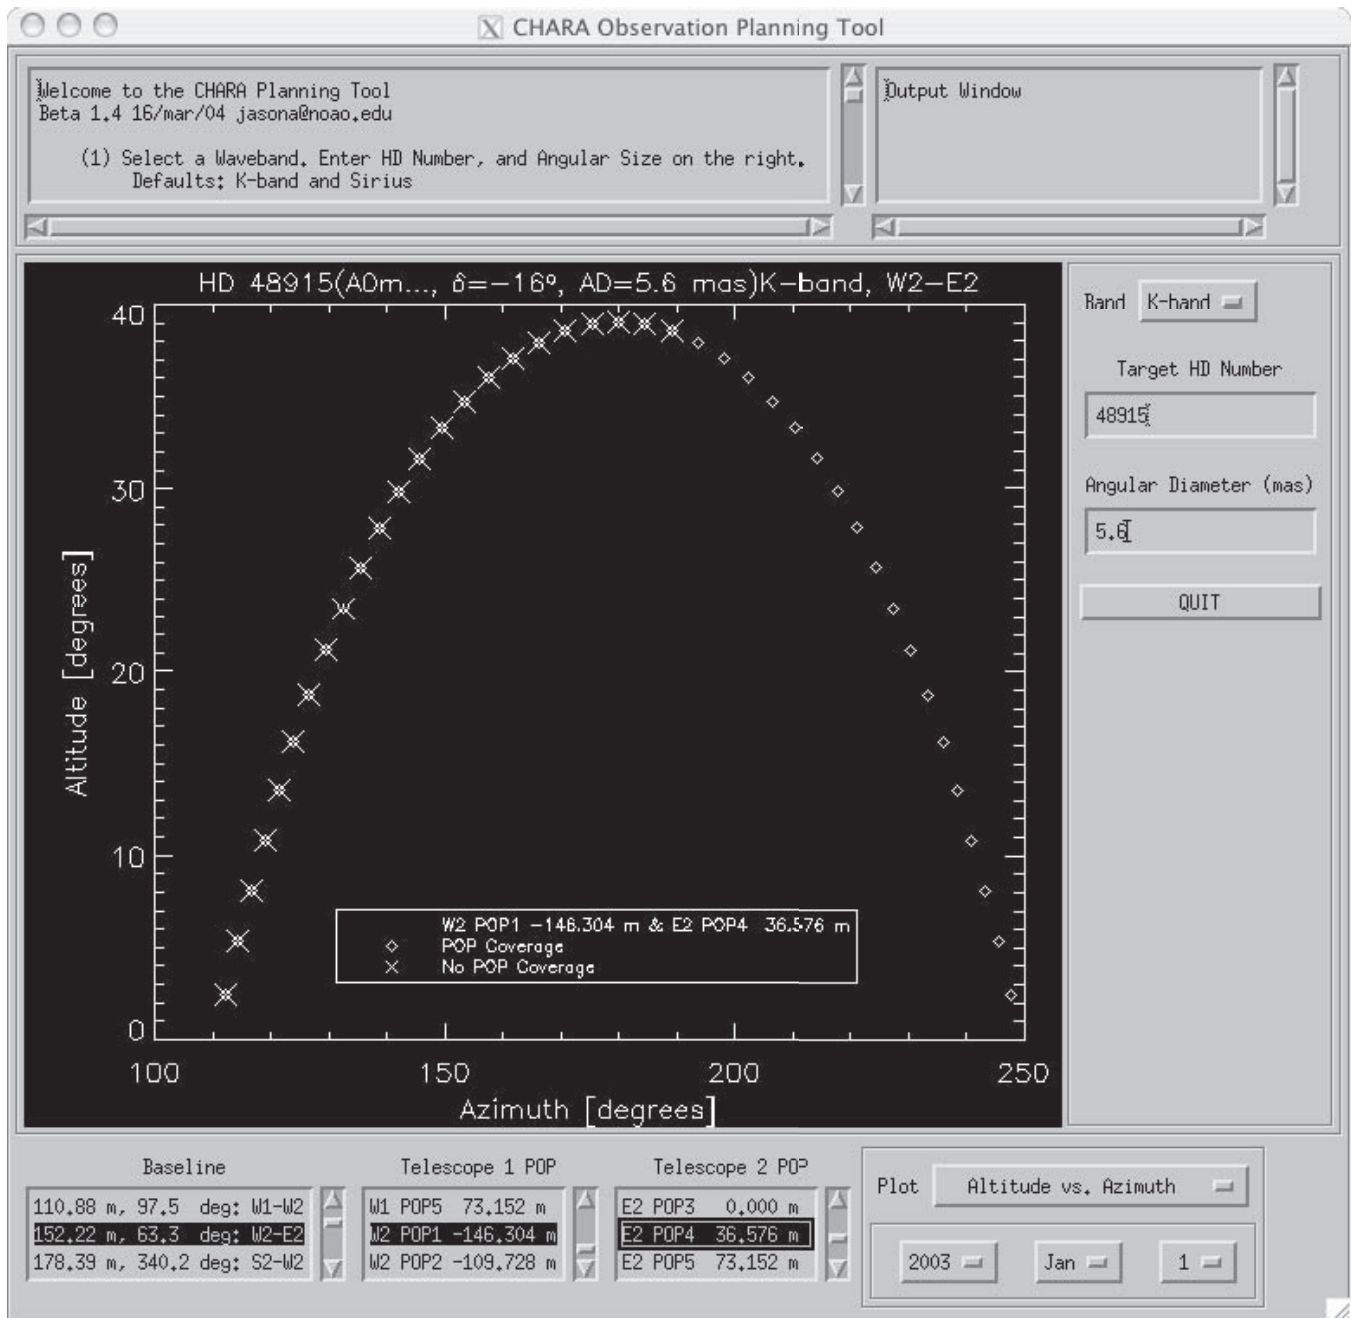 X CHARA Observation Planning Tool
Welcome to the CHARA Planning Tool
Beta 1.4 16/mar/04 jasona@noao.edu
(1) Select a Waveband. Enter HD Number, and Angular Size on the right.
Defaults: K-band and Sirius
Output Window
HD 48915(A0m..., δ=-16º, AD=5.6 mas)K-band, W2-E2
40
30
20
10
0
Altitude [degrees]
100
150
200
250
Azimuth [degrees]
W2 POP1 -146.304 m & E2 POP4 36.576 m
POP Coverage
No POP Coverage
Band K-band
Target HD Number
48915
Angular Diameter (mas)
5.6
QUIT
Baseline
110.88 m, 97.5 deg: W1-W2
152.22 m, 63.3 deg: W2-E2
178.39 m, 340.2 deg: S2-W2
Telescope 1 POP
W1 POP5 73.152 m
W2 POP1 -146.304 m
W2 POP2 -109.728 m
Telescope 2 POP
E2 POP3 0.000 m
E2 POP4 36.576 m
E2 POP5 73.152 m
Plot Altitude vs. Azimuth
2003 Jan 1